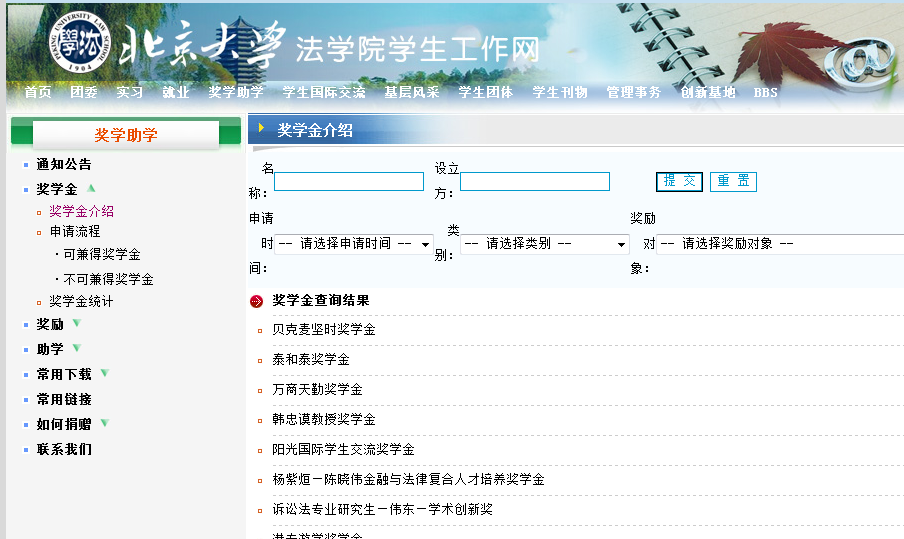 PEKING UNIVERSITY LAW SCHOOL
1904
北京大学 法学院学生工作网
首页 团委 实习 就业 奖学助学 学生国际交流 基层风采 学生团体 学生刊物 管理事务 创新基地 BBS
奖学助学
通知公告
奖学金
奖学金介绍
申请流程
·可兼得奖学金
·不可兼得奖学金
奖学金统计
奖励
助学
常用下载
常用链接
如何捐赠
联系我们
奖学金介绍
名称：
设立方：
提 交 重 置
申请时间：
-- 请选择申请时间 --
类别：
-- 请选择类别 --
奖励对象：
-- 请选择奖励对象 --
奖学金查询结果
贝克麦坚时奖学金
泰和泰奖学金
万商天勤奖学金
韩忠谟教授奖学金
阳光国际学生交流奖学金
杨紫烜－陈晓伟金融与法律复合人才培养奖学金
诉讼法专业研究生－伟东－学术创新奖